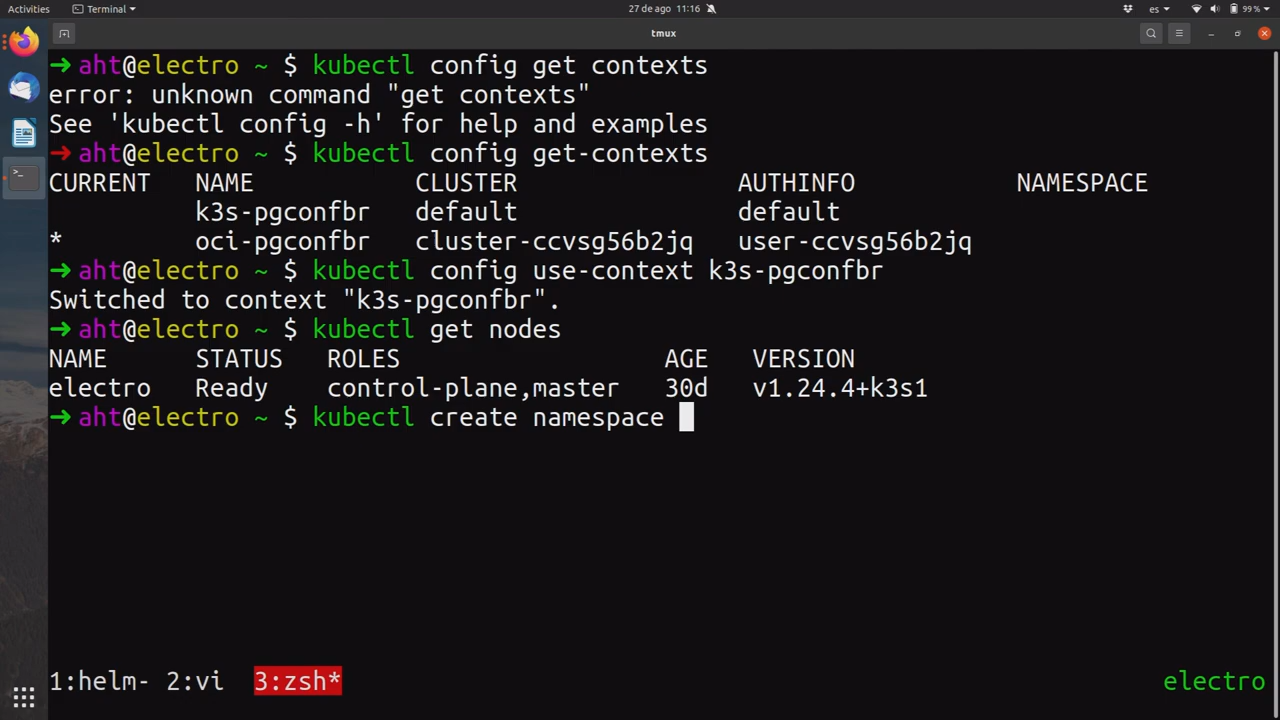 Activities Terminal 27 de ago 11:16 es 99 %
tmux
➜ aht@electro ~ $ kubectl config get contexts
error: unknown command "get contexts"
See 'kubectl config -h' for help and examples
➜ aht@electro ~ $ kubectl config get-contexts
CURRENT NAME CLUSTER AUTHINFO NAMESPACE
k3s-pgconfbr default default
* oci-pgconfbr cluster-ccvsg56b2jq user-ccvsg56b2jq
➜ aht@electro ~ $ kubectl config use-context k3s-pgconfbr
Switched to context "k3s-pgconfbr".
➜ aht@electro ~ $ kubectl get nodes
NAME STATUS ROLES AGE VERSION
electro Ready control-plane,master 30d v1.24.4+k3s1
➜ aht@electro ~ $ kubectl create namespace
1:helm- 2:vi 3:zsh* electro